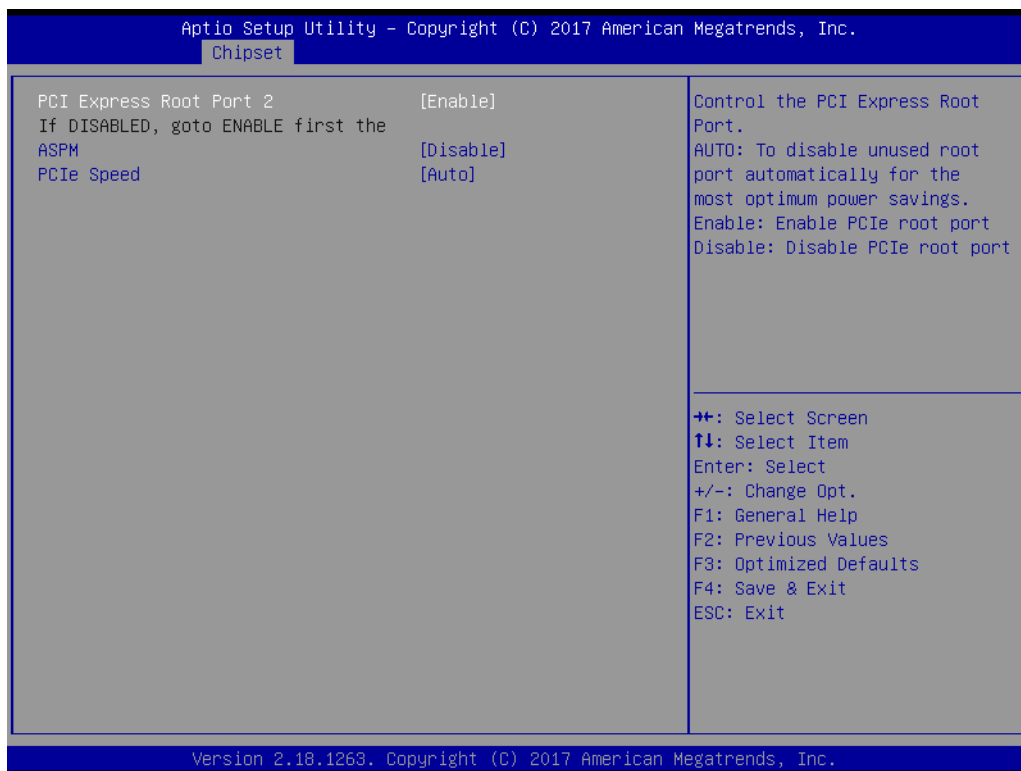 Aptio Setup Utility – Copyright (C) 2017 American Megatrends, Inc.
Chipset
PCI Express Root Port 2 [Enable]
If DISABLED, goto ENABLE first the
ASPM [Disable]
PCIe Speed [Auto]
Control the PCI Express Root
Port.
AUTO: To disable unused root
port automatically for the
most optimum power savings.
Enable: Enable PCIe root port
Disable: Disable PCIe root port
→←: Select Screen
↑↓: Select Item
Enter: Select
+/-: Change Opt.
F1: General Help
F2: Previous Values
F3: Optimized Defaults
F4: Save & Exit
ESC: Exit
Version 2.18.1263. Copyright (C) 2017 American Megatrends, Inc.